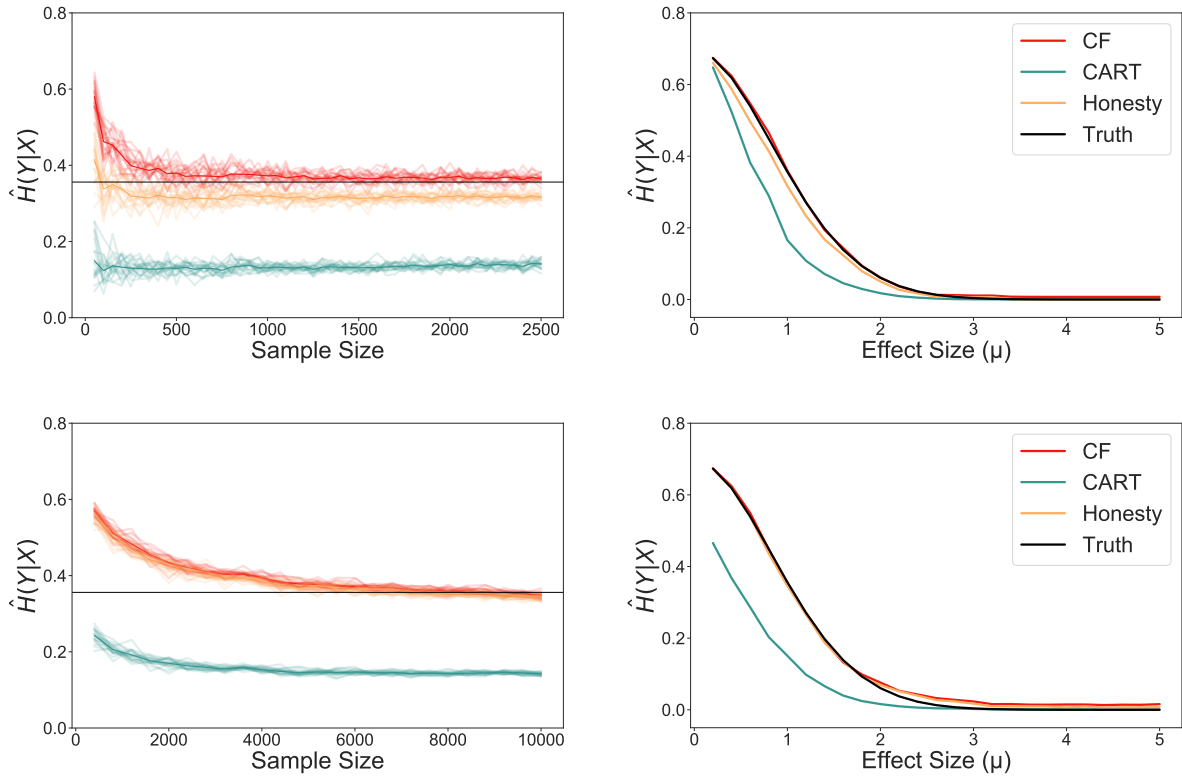 0.8
0.6
0.4
0.2
0.0
Ĥ(Y|X)
0
500
1000
1500
2000
2500
Sample Size
0.8
0.6
0.4
0.2
0.0
Ĥ(Y|X)
0
1
2
3
4
5
Effect Size (μ)
CF
CART
Honesty
Truth
0.8
0.6
0.4
0.2
0.0
Ĥ(Y|X)
0
2000
4000
6000
8000
10000
Sample Size
0.8
0.6
0.4
0.2
0.0
Ĥ(Y|X)
0
1
2
3
4
5
Effect Size (μ)
CF
CART
Honesty
Truth